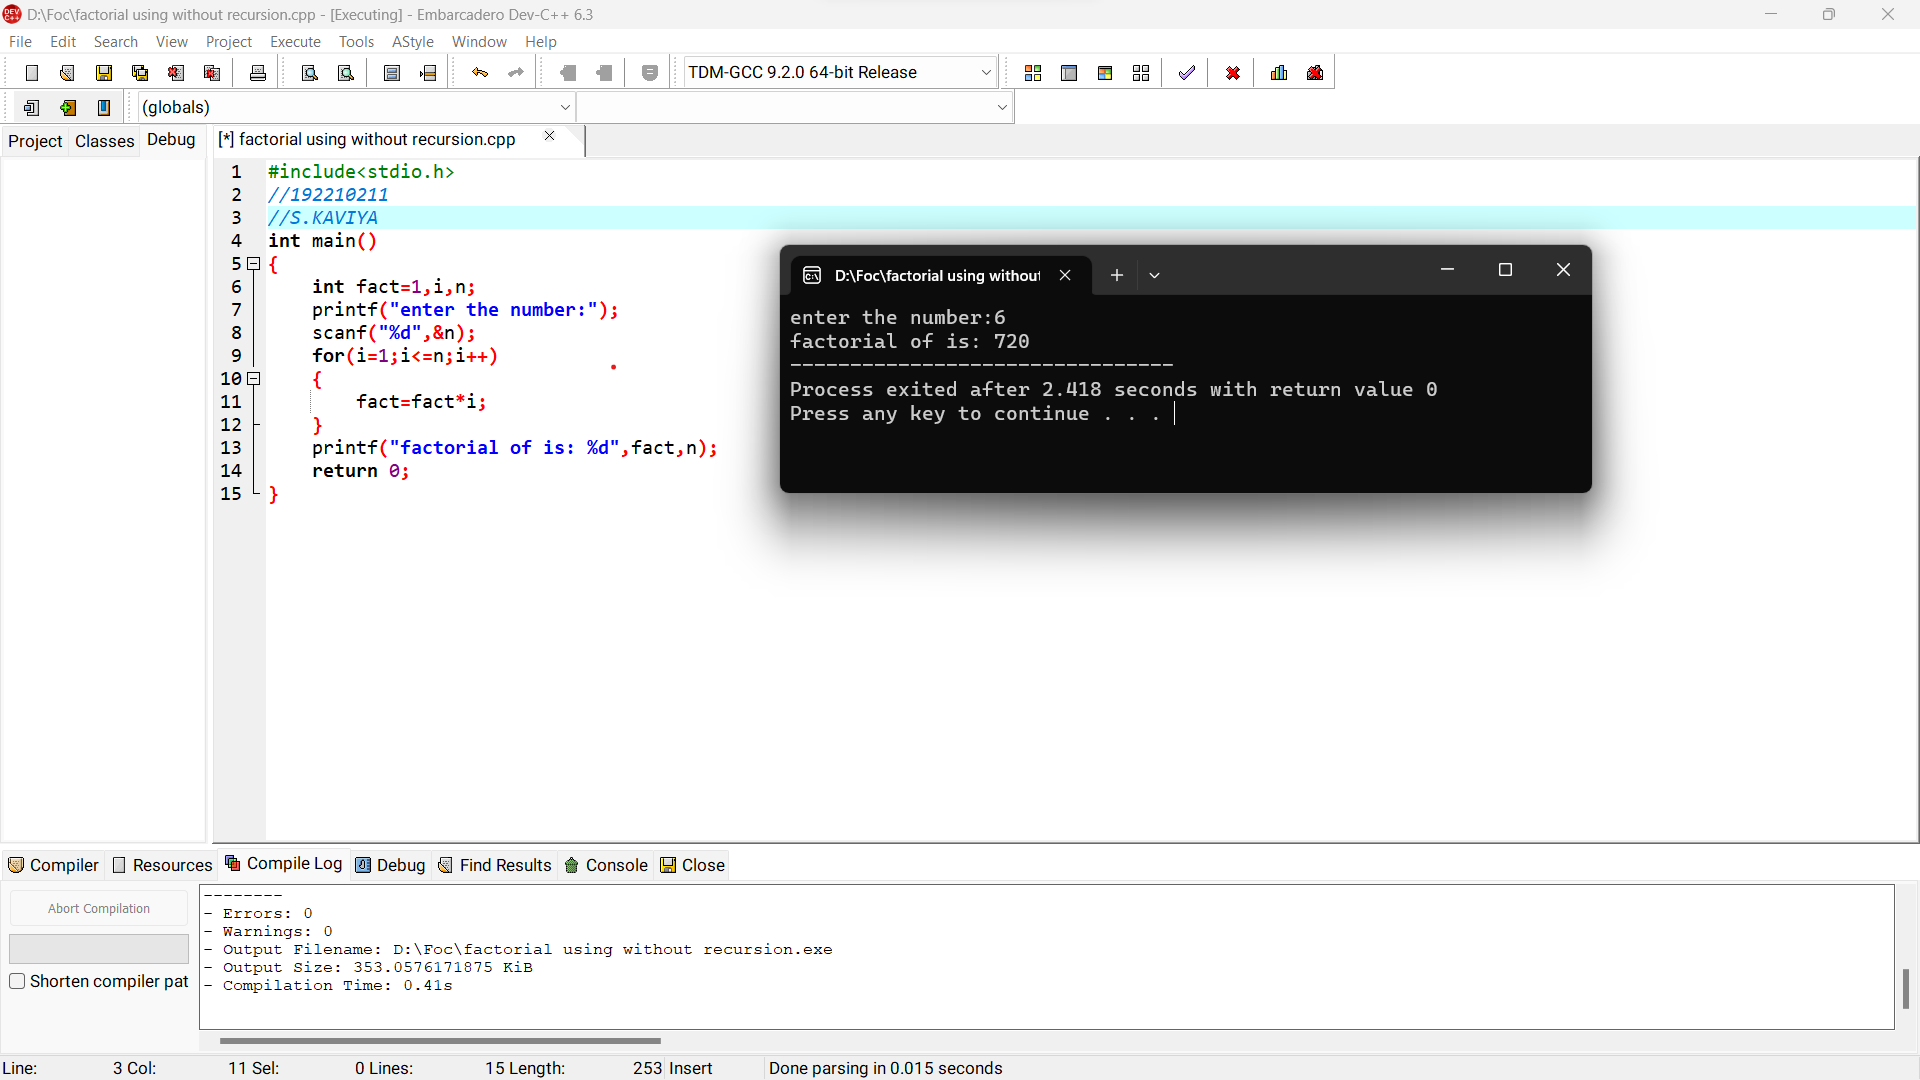 D:\Foc\factorial using without recursion.cpp - [Executing] - Embarcadero Dev-C++ 6.3
File Edit Search View Project Execute Tools AStyle Window Help
TDM-GCC 9.2.0 64-bit Release
(globals)
Project Classes Debug
[*] factorial using without recursion.cpp
1 #include<stdio.h>
2 //192210211
3 //S.KAVIYA
4 int main()
5 {
6 int fact=1,i,n;
7 printf("enter the number:");
8 scanf("%d",&n);
9 for(i=1;i<=n;i++)
10 {
11 fact=fact*i;
12 }
13 printf("factorial of is: %d",fact,n);
14 return 0;
15 }
D:\Foc\factorial using withou
enter the number:6
factorial of is: 720
--------------------------------
Process exited after 2.418 seconds with return value 0
Press any key to continue . . .
Compiler Resources Compile Log Debug Find Results Console Close
Abort Compilation
Shorten compiler pat
--------
- Errors: 0
- Warnings: 0
- Output Filename: D:\Foc\factorial using without recursion.exe
- Output Size: 353.0576171875 KiB
- Compilation Time: 0.41s
Line: 3 Col: 11 Sel: 0 Lines: 15 Length: 253 Insert Done parsing in 0.015 seconds